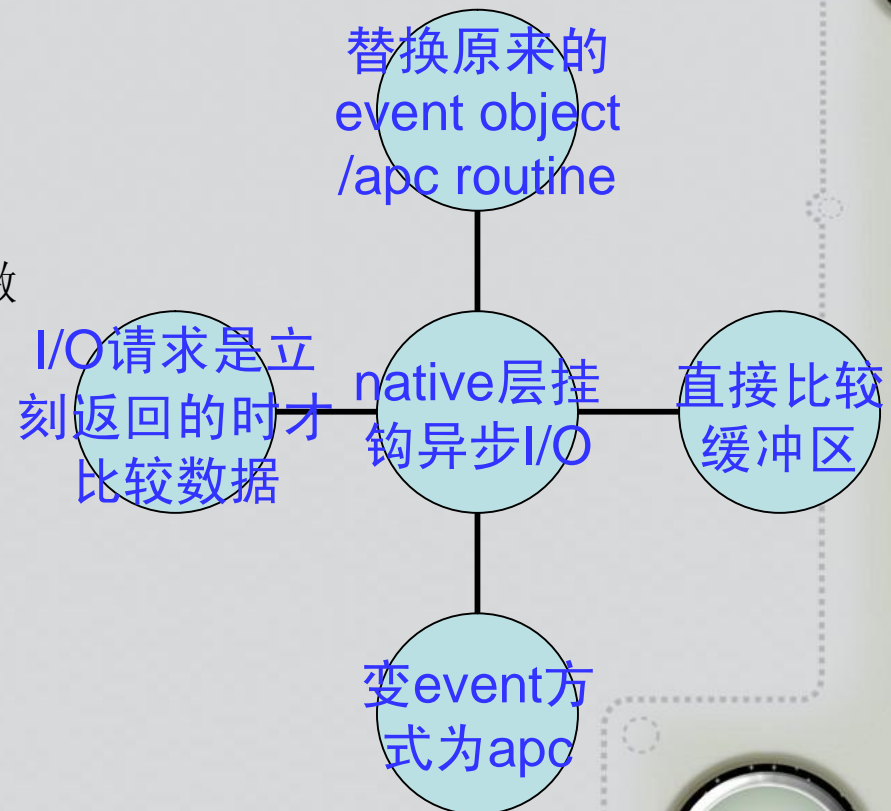 替换原来的
event object
/apc routine
数
I/O请求是立
刻返回的时才
比较数据
native层挂
钩异步I/O
直接比较
缓冲区
变event方
式为apc